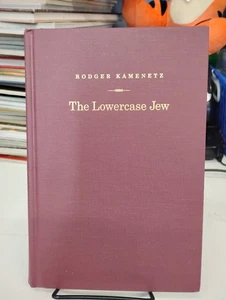 RODGER KAMENETZ
The Lowercase Jew